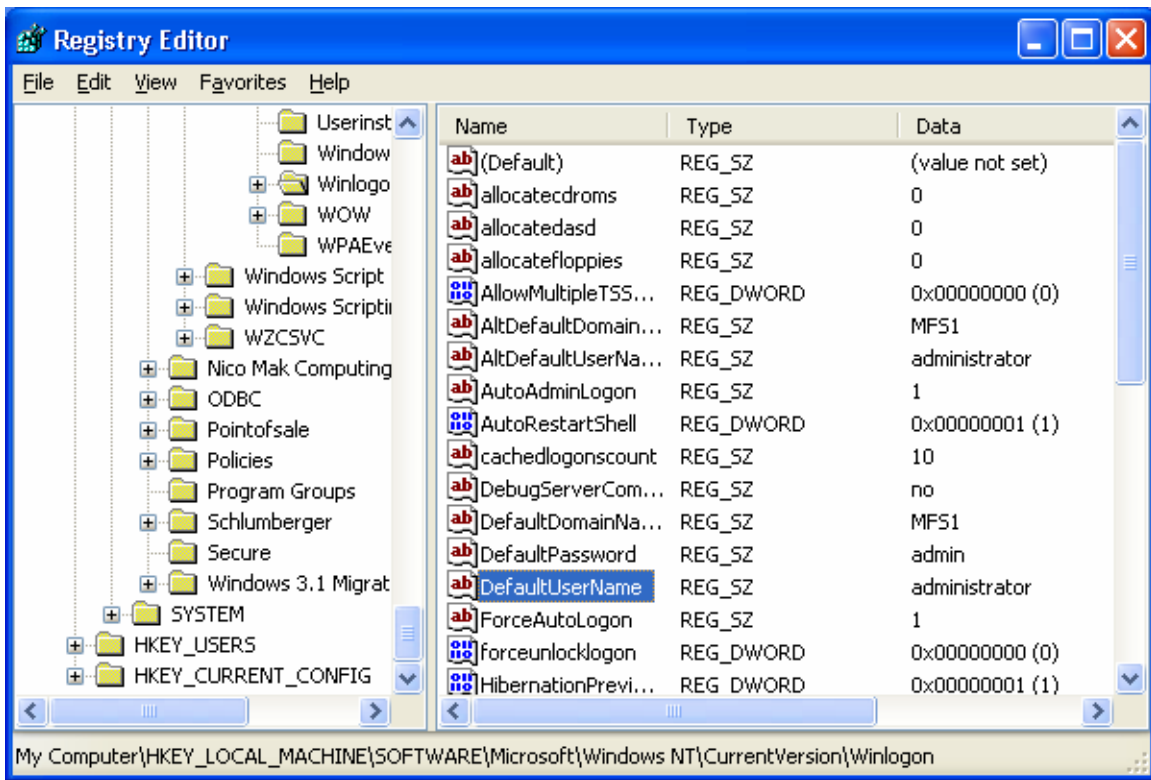 Registry Editor
File Edit View Favorites Help
Userinst
Window
Winlogo
WOW
WPAEve
Windows Script
Windows Scripti
WZCSVC
Nico Mak Computing
ODBC
Pointofsale
Policies
Program Groups
Schlumberger
Secure
Windows 3.1 Migrat
SYSTEM
HKEY_USERS
HKEY_CURRENT_CONFIG
Name Type Data
(Default) REG_SZ (value not set)
allocatecdroms REG_SZ 0
allocatedasd REG_SZ 0
allocatefloppies REG_SZ 0
AllowMultipleTSS... REG_DWORD 0x00000000 (0)
AltDefaultDomain... REG_SZ MFS1
AltDefaultUserNa... REG_SZ administrator
AutoAdminLogon REG_SZ 1
AutoRestartShell REG_DWORD 0x00000001 (1)
cachedlogonscount REG_SZ 10
DebugServerCom... REG_SZ no
DefaultDomainNa... REG_SZ MFS1
DefaultPassword REG_SZ admin
DefaultUserName REG_SZ administrator
ForceAutoLogon REG_SZ 1
forceunlocklogon REG_DWORD 0x00000000 (0)
HibernationPrevi... REG_DWORD 0x00000001 (1)
My Computer\HKEY_LOCAL_MACHINE\SOFTWARE\Microsoft\Windows NT\CurrentVersion\Winlogon